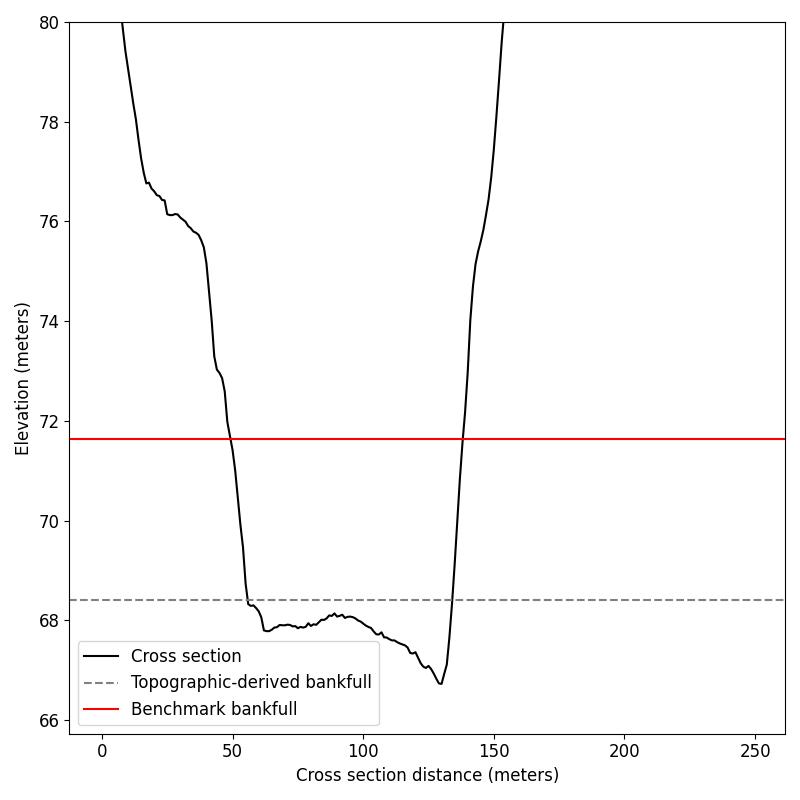 80
78
76
74
72
70
68
66
Elevation (meters)
Cross section
Topographic-derived bankfull
Benchmark bankfull
0 50 100 150 200 250
Cross section distance (meters)